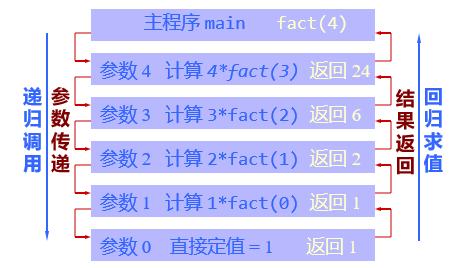 主程序 main fact(4)
参数 4 计算 4*fact(3) 返回 24
参数 3 计算 3*fact(2) 返回 6
参数 2 计算 2*fact(1) 返回 2
参数 1 计算 1*fact(0) 返回 1
参数 0 直接定值 = 1 返回 1
递归调用
参数传递
结果返回
回归求值